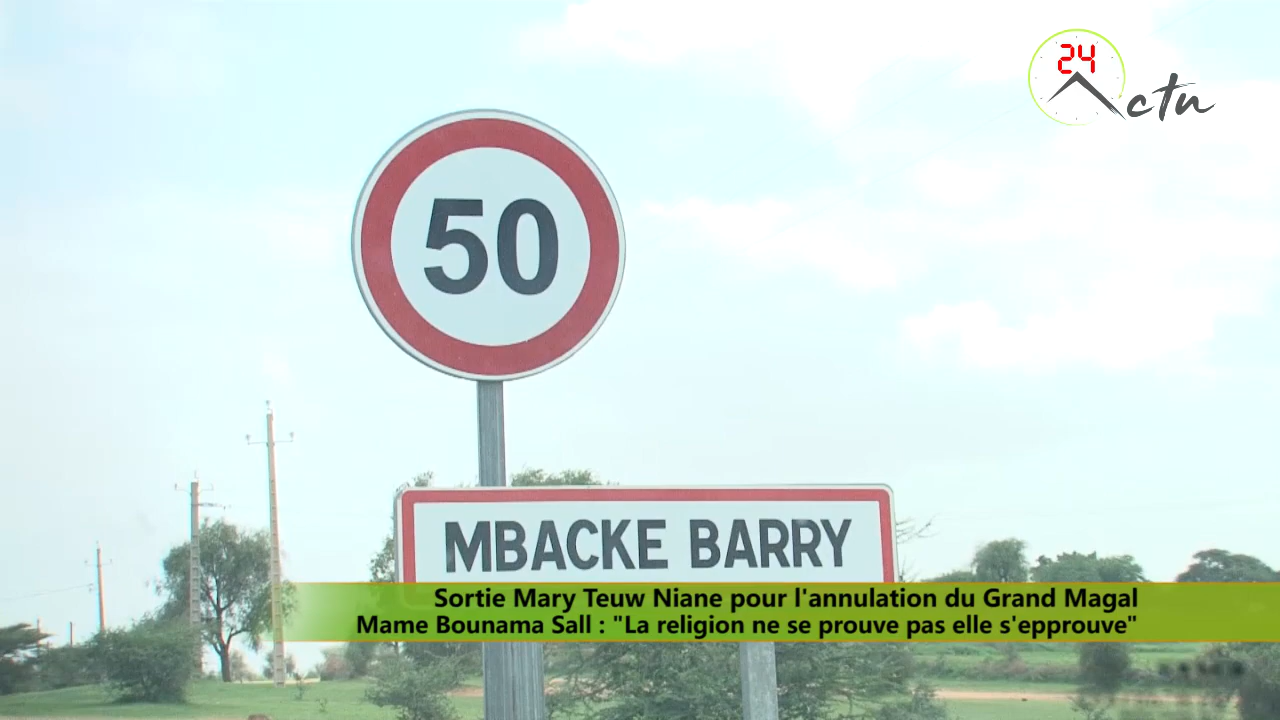 24
Actu
50
MBACKE BARRY
Sortie Mary Teuw Niane pour l'annulation du Grand Magal
Mame Bounama Sall : "La religion ne se prouve pas elle s'epprouve"